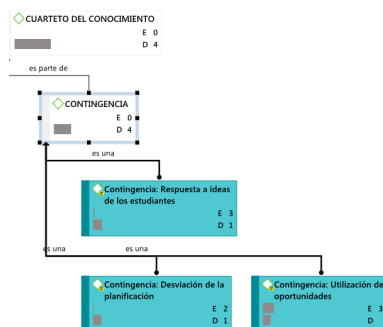 CUARTETO DEL CONOCIMIENTO
E 0
D 4
es parte de
CONTINGENCIA
E 0
D 4
es una
Contingencia: Respuesta a ideas
de los estudiantes
E 3
D 1
es una
es una
Contingencia: Desviación de la
planificación
E 2
D 1
Contingencia: Utilización de
oportunidades
E 3
D